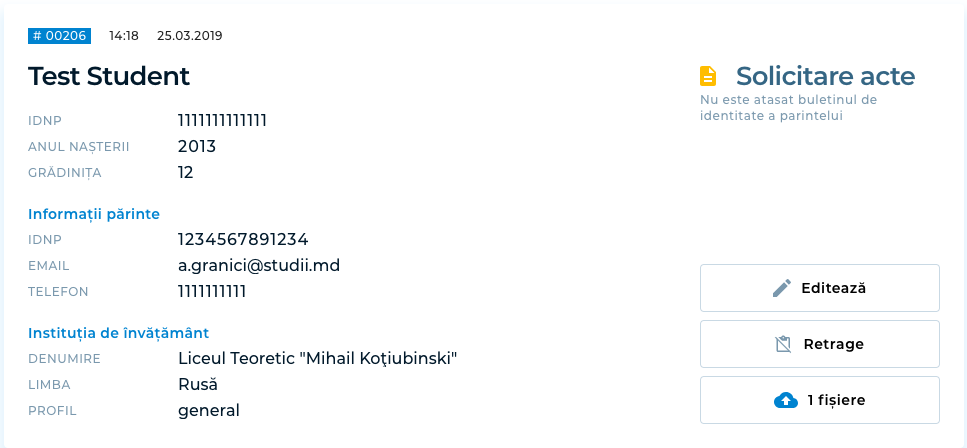 # 00206 14:18 25.03.2019
Test Student
IDNP 1111111111111
ANUL NAȘTERII 2013
GRĂDINIȚA 12
Informații părinte
IDNP 1234567891234
EMAIL a.granici@studii.md
TELEFON 1111111111
Instituția de învățământ
DENUMIRE Liceul Teoretic "Mihail Koţiubinski"
LIMBA Rusă
PROFIL general
Solicitare acte
Nu este atasat buletinul de
identitate a parintelui
Editează
Retrage
1 fișiere